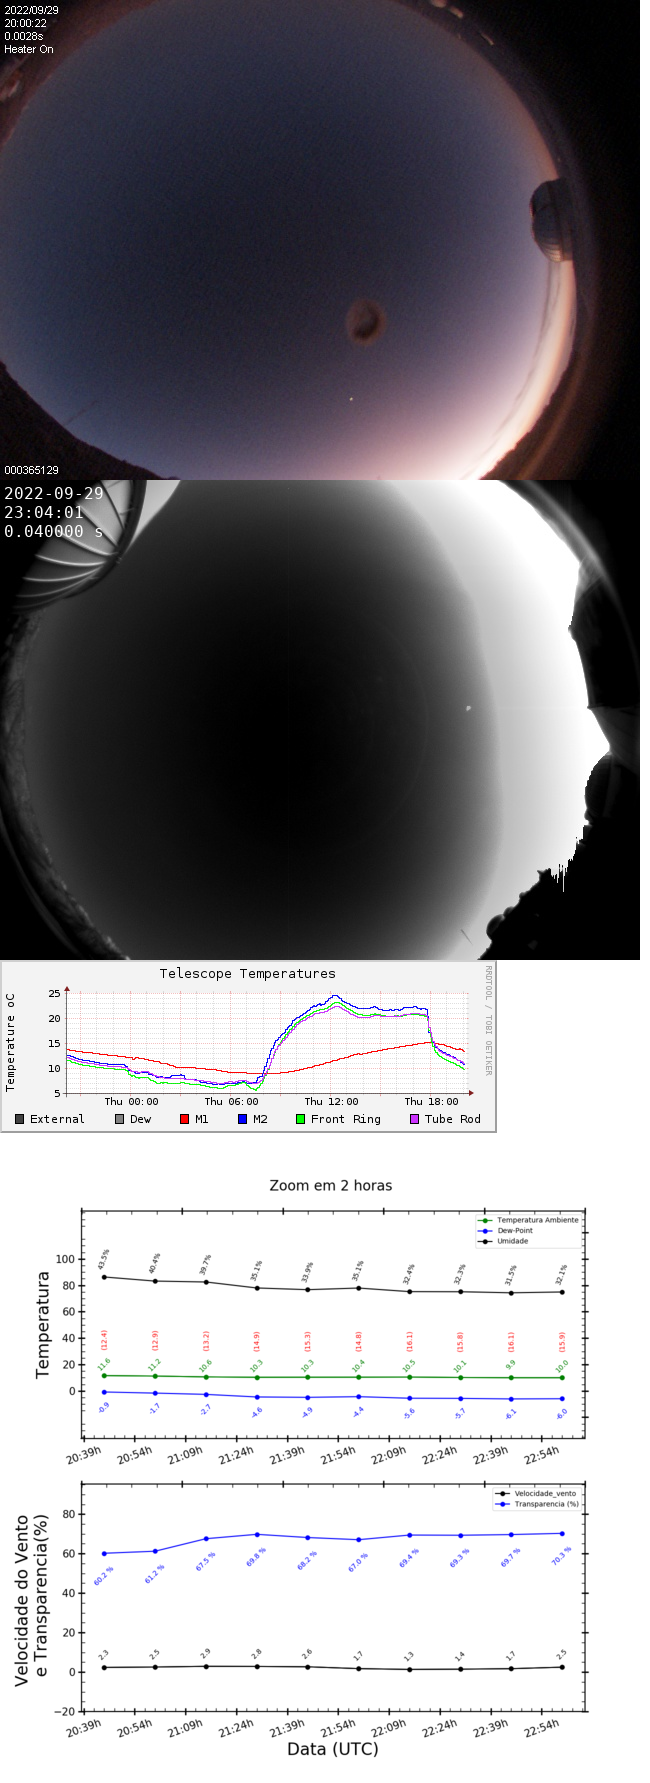 2022/09/29
20:00:22
0.0028s
Heater On
000365129
2022-09-29
23:04:01
0.040000 s
Telescope Temperatures
RRDTOOL / TOBI OETIKER
Temperature oC
25
20
15
10
5
Thu 00:00 Thu 06:00 Thu 12:00 Thu 18:00
External Dew M1 M2 Front Ring Tube Rod
Zoom em 2 horas
Temperatura Ambiente
Dew-Point
Umidade
Temperatura
100
80
60
40
20
0
43.5% 40.4% 39.7% 35.1% 33.9% 35.1% 32.4% 32.3% 31.5% 32.1%
(12.4) (12.9) (13.2) (14.9) (15.3) (14.8) (16.1) (15.8) (16.1) (15.9)
11.6 11.2 10.6 10.3 10.3 10.4 10.5 10.1 9.9 10.0
-0.9 -1.7 -2.7 -4.6 -4.9 -4.4 -5.6 -5.7 -6.1 -6.0
20:39h 20:54h 21:09h 21:24h 21:39h 21:54h 22:09h 22:24h 22:39h 22:54h
Velocidade_vento
Transparencia (%)
Velocidade do Vento
e Transparencia(%)
80
60
40
20
0
−20
60.2 % 61.2 % 67.5 % 69.8 % 68.2 % 67.0 % 69.4 % 69.3 % 69.7 % 70.3 %
2.3 2.5 2.9 2.8 2.6 1.7 1.3 1.4 1.7 2.5
20:39h 20:54h 21:09h 21:24h 21:39h 21:54h 22:09h 22:24h 22:39h 22:54h
Data (UTC)